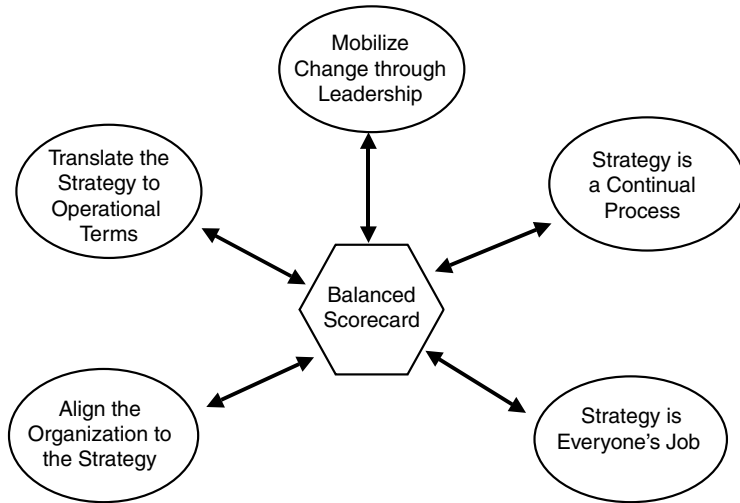 Mobilize
Change through
Leadership
Translate the
Strategy to
Operational
Terms
Strategy is
a Continual
Process
Balanced
Scorecard
Align the
Organization to
the Strategy
Strategy is
Everyone’s Job